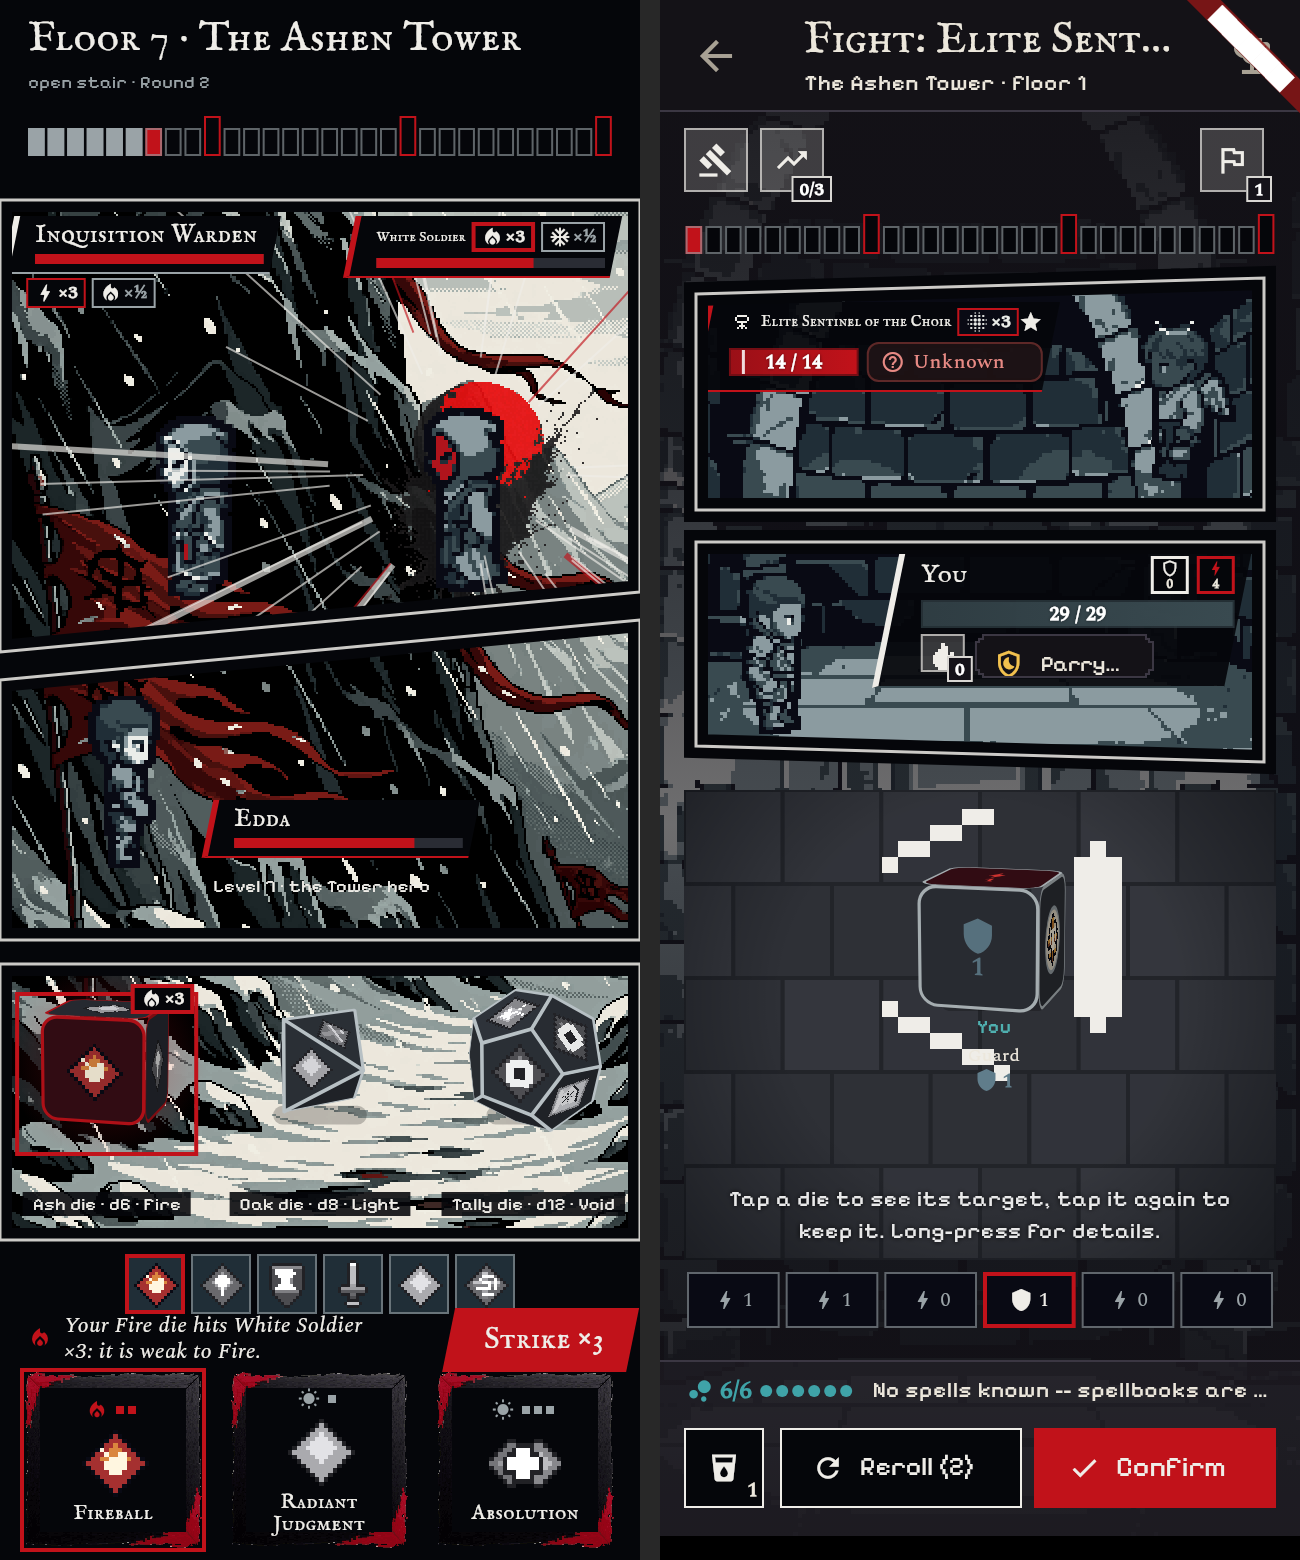 Floor 7 · The Ashen Tower
open stair · Round 2
Inquisition Warden
×3
×½
White Soldier
×3
×½
Edda
Level 7 · the Tower hero
×3
Ash die · d6 · Fire
Oak die · d8 · Light
Tally die · d12 · Void
Your Fire die hits White Soldier
×3: it is weak to Fire.
Strike ×3
Fireball
Radiant
Judgment
Absolution
Fight: Elite Sent...
The Ashen Tower · Floor 1
0/3
1
Elite Sentinel of the Choir
×3
14 / 14
Unknown
You
0
4
29 / 29
0
Parry...
1
You
Guard
1
Tap a die to see its target, tap it again to
keep it. Long-press for details.
1
1
0
1
0
0
6/6
No spells known -- spellbooks are ...
1
Reroll (2)
Confirm